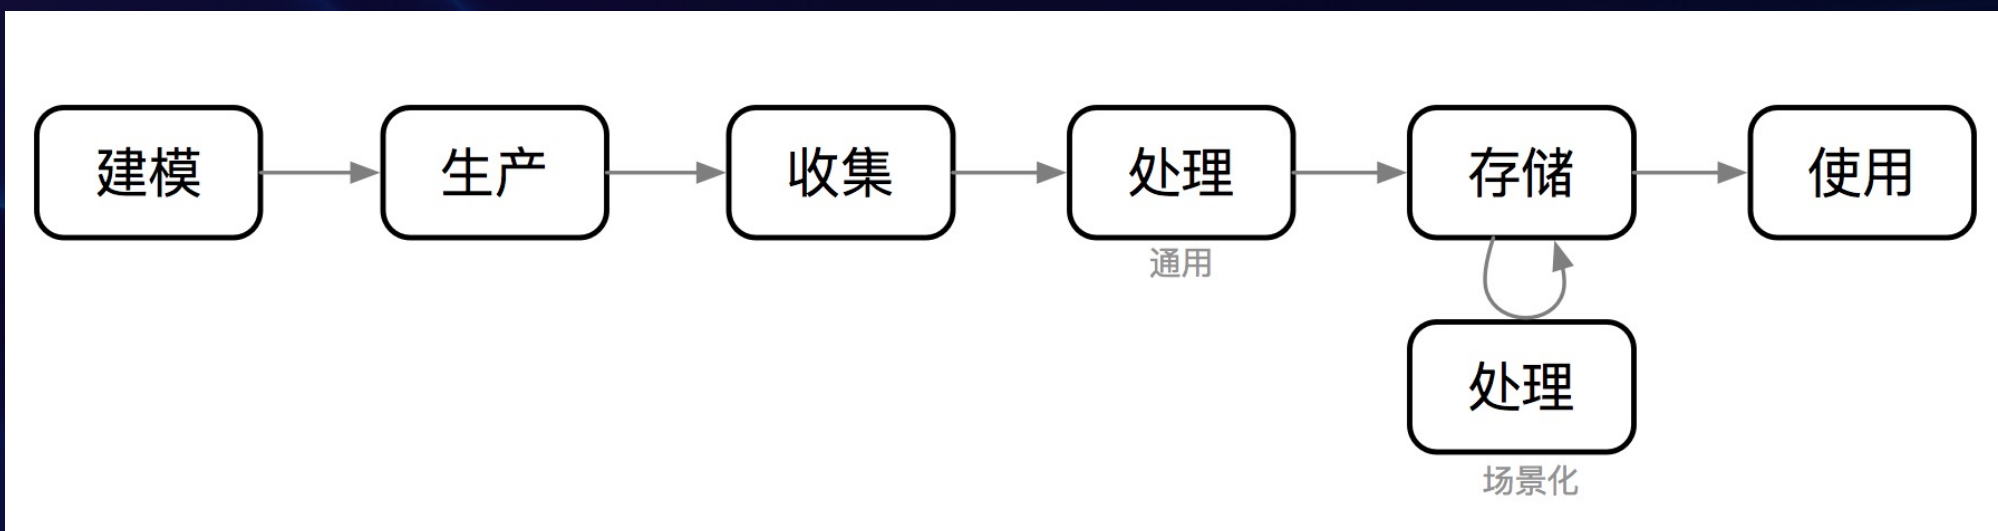 建模
生产
收集
处理
存储
使用
通用
处理
场景化